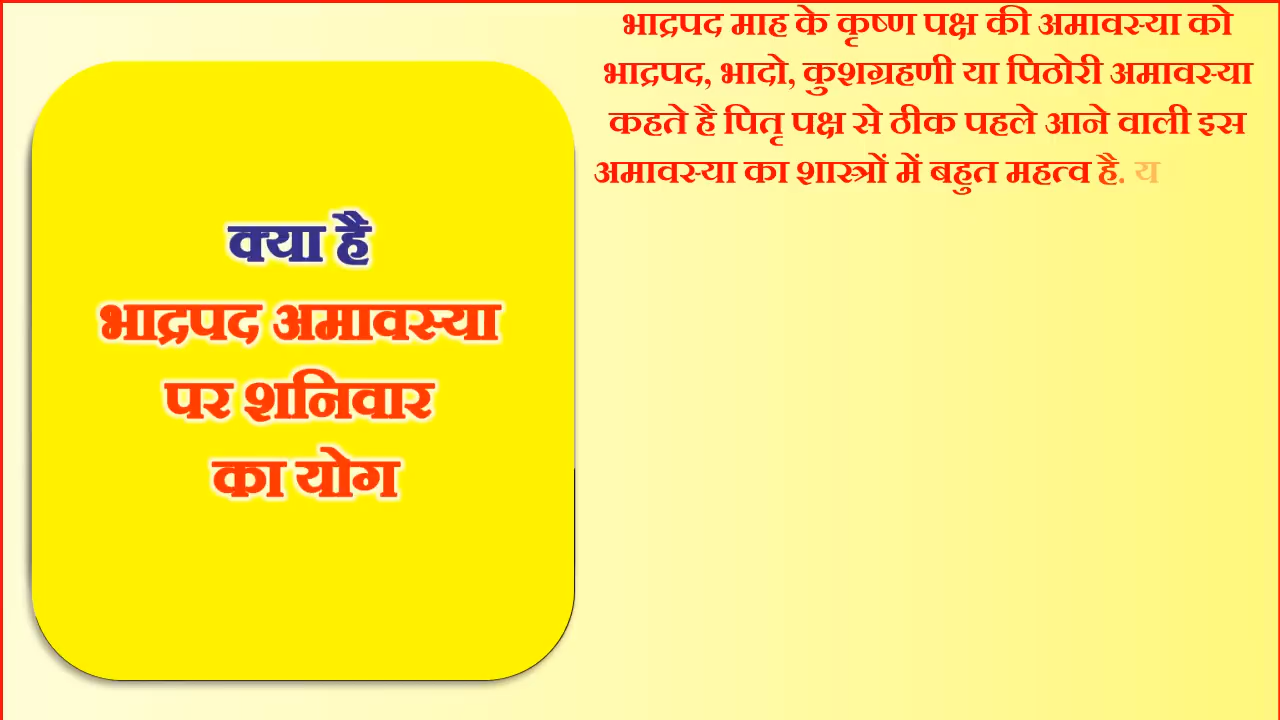 क्या है
भाद्रपद अमावस्या
पर शनिवार
का योग
भाद्रपद माह के कृष्ण पक्ष की अमावस्या को
भाद्रपद, भादो, कुशग्रहणी या पिठोरी अमावस्या
कहते है पितृ पक्ष से ठीक पहले आने वाली इस
अमावस्या का शास्त्रों में बहुत महत्व है. य